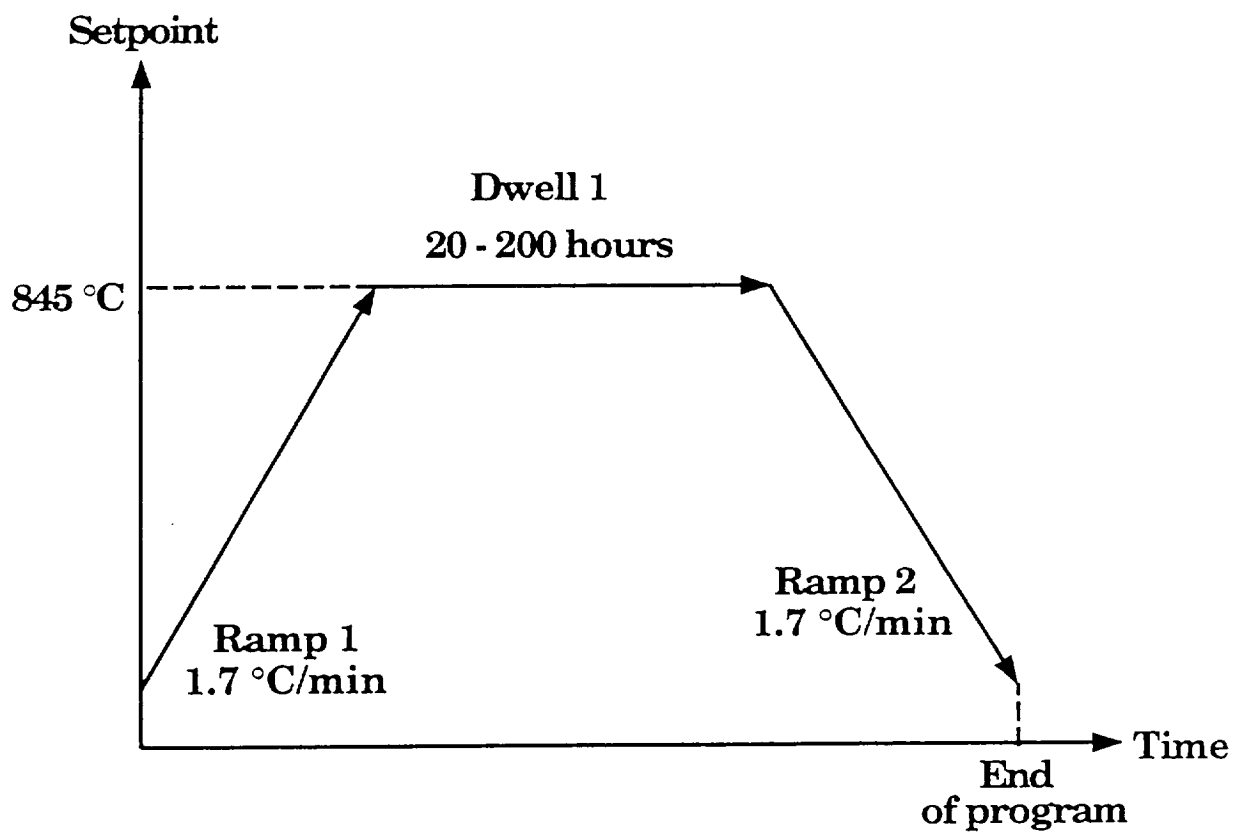 Setpoint
Dwell 1
20 - 200 hours
845 °C
Ramp 2
1.7 °C/min
Ramp 1
1.7 °C/min
Time
End
of program